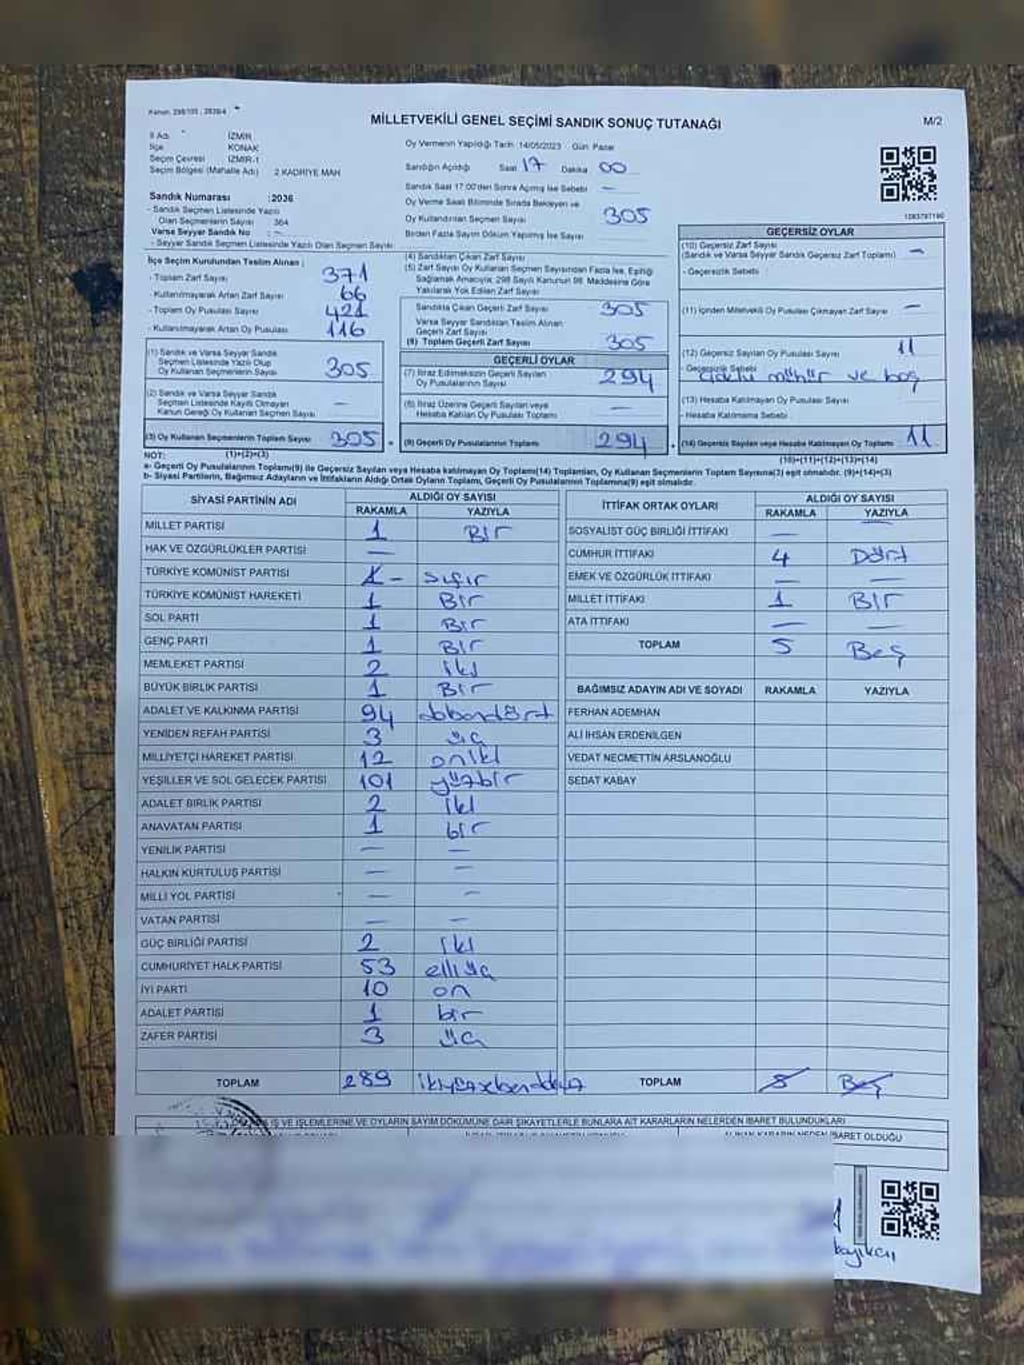 Kanun: 298/105 ; 2839/4
MİLLETVEKİLİ GENEL SEÇİMİ SANDIK SONUÇ TUTANAĞI
M/2
İl Adı : İZMİR
İlçe KONAK
Seçim Çevresi İZMİR-1
Seçim Bölgesi (Mahalle Adı) 2 KADRİYE MAH
Sandık Numarası :2036
- Sandık Seçmen Listesinde Yazılı
Olan Seçmenlerin Sayısı : 364
Varsa Seyyar Sandık No : -
- Seyyar Sandık Seçmen Listesinde Yazılı Olan Seçmen Sayısı
Oy Vermenin Yapıldığı Tarih :14/05/2023 Gün: Pazar
Sandığın Açıldığı Saat 17 Dakika 00
Sandık Saat 17:00'den Sonra Açılmış İse Sebebi —
Oy Verme Saati Bitiminde Sırada Bekleyen ve
Oy Kullandırılan Seçmen Sayısı 305
Birden Fazla Sayım Döküm Yapılmış İse Sayısı
1083787190
İlçe Seçim Kurulundan Teslim Alınan ;
- Toplam Zarf Sayısı 371
- Kullanılmayarak Artan Zarf Sayısı 66
- Toplam Oy Pusulası Sayısı 421
- Kullanılmayarak Artan Oy Pusulası 116
(1) Sandık ve Varsa Seyyar Sandık
Seçmen Listesinde Yazılı Olup
Oy Kullanan Seçmenlerin Sayısı 305
(2) Sandık ve Varsa Seyyar Sandık
Seçmen Listesinde Kayıtlı Olmayan
Kanun Gereği Oy Kullanan Seçmen Sayısı —
(3) Oy Kullanan Seçmenlerin Toplam Sayısı 305
(1)+(2)=(3)
(4) Sandıktan Çıkan Zarf Sayısı
(5) Zarf Sayısı Oy Kullanan Seçmen Sayısından Fazla İse, Eşitliği
Sağlamak Amacıyla; 298 Sayılı Kanunun 98. Maddesine Göre
Yakılarak Yok Edilen Zarf Sayısı
Sandıkta Çıkan Geçerli Zarf Sayısı 305
Varsa Seyyar Sandıktan Teslim Alınan
Geçerli Zarf Sayısı
(6) Toplam Geçerli Zarf Sayısı 305
GEÇERLİ OYLAR
(7) İtiraz Edilmeksizin Geçerli Sayılan
Oy Pusulalarının Sayısı 294
(8) İtiraz Üzerine Geçerli Sayılan veya
Hesaba Katılan Oy Pusulası Toplamı —
(9) Geçerli Oy Pusulalarının Toplamı 294
GEÇERSİZ OYLAR
(10) Geçersiz Zarf Sayısı
(Sandık ve Varsa Seyyar Sandık Geçersiz Zarf Toplamı) —
- Geçersizlik Sebebi
(11) İçinden Milletvekili Oy Pusulası Çıkmayan Zarf Sayısı —
(12) Geçersiz Sayılan Oy Pusulası Sayısı 11
- Geçersizlik Sebebi mühür ve boş
(13) Hesaba Katılmayan Oy Pusulası Sayısı
- Hesaba Katılmama Sebebi
(14) Geçersiz Sayılan veya Hesaba Katılmayan Oy Toplamı 11
(10)+(11)+(12)+(13)=(14)
NOT:
a- Geçerli Oy Pusulalarının Toplamı(9) ile Geçersiz Sayılan veya Hesaba katılmayan Oy Toplamı(14) Toplamları, Oy Kullanan Seçmenlerin Toplam Sayısına(3) eşit olmalıdır. (9)+(14)=(3)
b- Siyasi Partilerin, Bağımsız Adayların ve İttifakların Aldığı Ortak Oyların Toplamı, Geçerli Oy Pusulalarının Toplamına(9) eşit olmalıdır.
SİYASİ PARTİNİN ADI ALDIĞI OY SAYISI
RAKAMLA YAZIYLA
MİLLET PARTİSİ 1 Bir
HAK VE ÖZGÜRLÜKLER PARTİSİ —
TÜRKİYE KOMÜNİST PARTİSİ - Sıfır
TÜRKİYE KOMÜNİST HAREKETİ 1 Bir
SOL PARTİ 1 Bir
GENÇ PARTİ 1 Bir
MEMLEKET PARTİSİ 2 iki
BÜYÜK BİRLİK PARTİSİ 1 Bir
ADALET VE KALKINMA PARTİSİ 94
YENİDEN REFAH PARTİSİ 3 üç
MİLLİYETÇİ HAREKET PARTİSİ 12 oniki
YEŞİLLER VE SOL GELECEK PARTİSİ 101 yüzbir
ADALET BİRLİK PARTİSİ 2 iki
ANAVATAN PARTİSİ 1 bir
YENİLİK PARTİSİ — —
HALKIN KURTULUŞ PARTİSİ — —
MİLLİ YOL PARTİSİ — —
VATAN PARTİSİ — —
GÜÇ BİRLİĞİ PARTİSİ 2 iki
CUMHURİYET HALK PARTİSİ 53 elli üç
İYİ PARTİ 10 on
ADALET PARTİSİ 1 bir
ZAFER PARTİSİ 3 üç
TOPLAM 289
İTTİFAK ORTAK OYLARI ALDIĞI OY SAYISI
RAKAMLA YAZIYLA
SOSYALİST GÜÇ BİRLİĞİ İTTİFAKI — —
CUMHUR İTTİFAKI 4 Dört
EMEK VE ÖZGÜRLÜK İTTİFAKI — —
MİLLET İTTİFAKI 1 Bir
ATA İTTİFAKI — —
TOPLAM 5 Beş
BAĞIMSIZ ADAYIN ADI VE SOYADI RAKAMLA YAZIYLA
FERHAN ADEMHAN
ALİ İHSAN ERDENİLGEN
VEDAT NECMETTİN ARSLANOĞLU
SEDAT KABAY
TOPLAM 5 Beş
İŞ VE İŞLEMLERİNE VE OYLARIN SAYIM DÖKÜMÜNE DAİR ŞİKAYETLERLE BUNLARA AİT KARARLARIN NELERDEN İBARET BULUNDUKLARI
ALINAN KARARIN NEDEN İBARET OLDUĞU